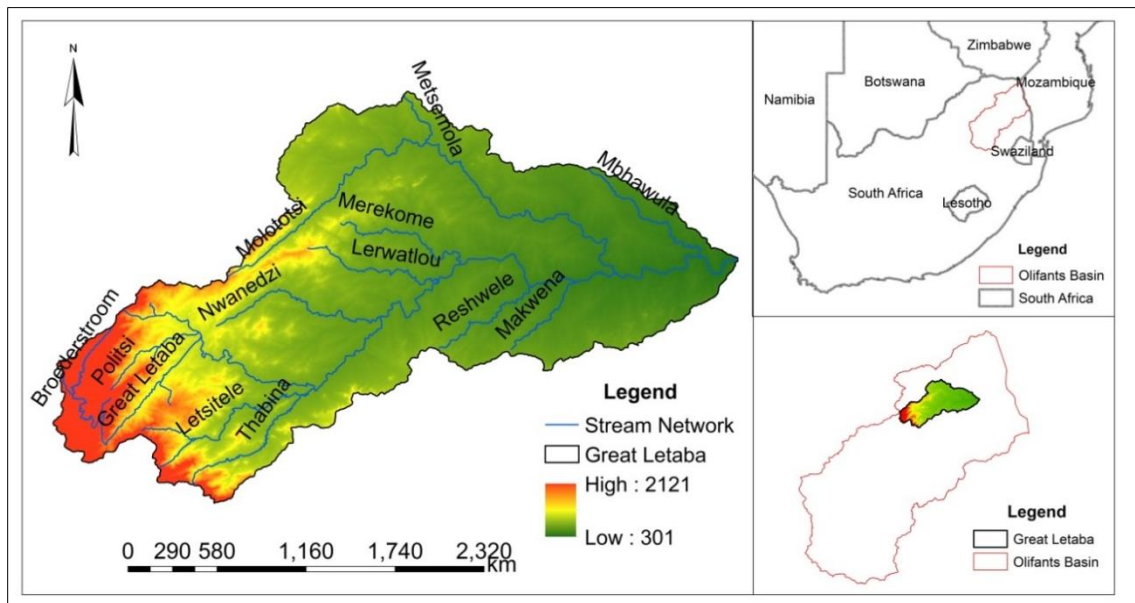 N
Metsemola
Mbhawula
Molototsi
Merekome
Lerwatlou
Nwanedzi
Reshwele
Makwena
Broederstroom
Politsi
Great Letaba
Letsitele
Thabina
Legend
Stream Network
Great Letaba
High : 2121
Low : 301
0 290 580 1,160 1,740 2,320
km
Zimbabwe
Mozambique
Botswana
Namibia
Swaziland
South Africa
Lesotho
Legend
Olifants Basin
South Africa
Legend
Great Letaba
Olifants Basin